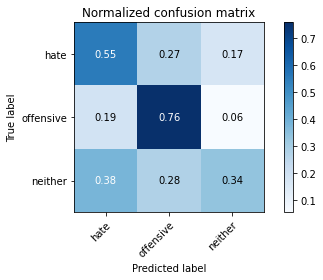 Normalized confusion matrix
True label
hate 0.55 0.27 0.17
offensive 0.19 0.76 0.06
neither 0.38 0.28 0.34
hate offensive neither
Predicted label
0.7
0.6
0.5
0.4
0.3
0.2
0.1